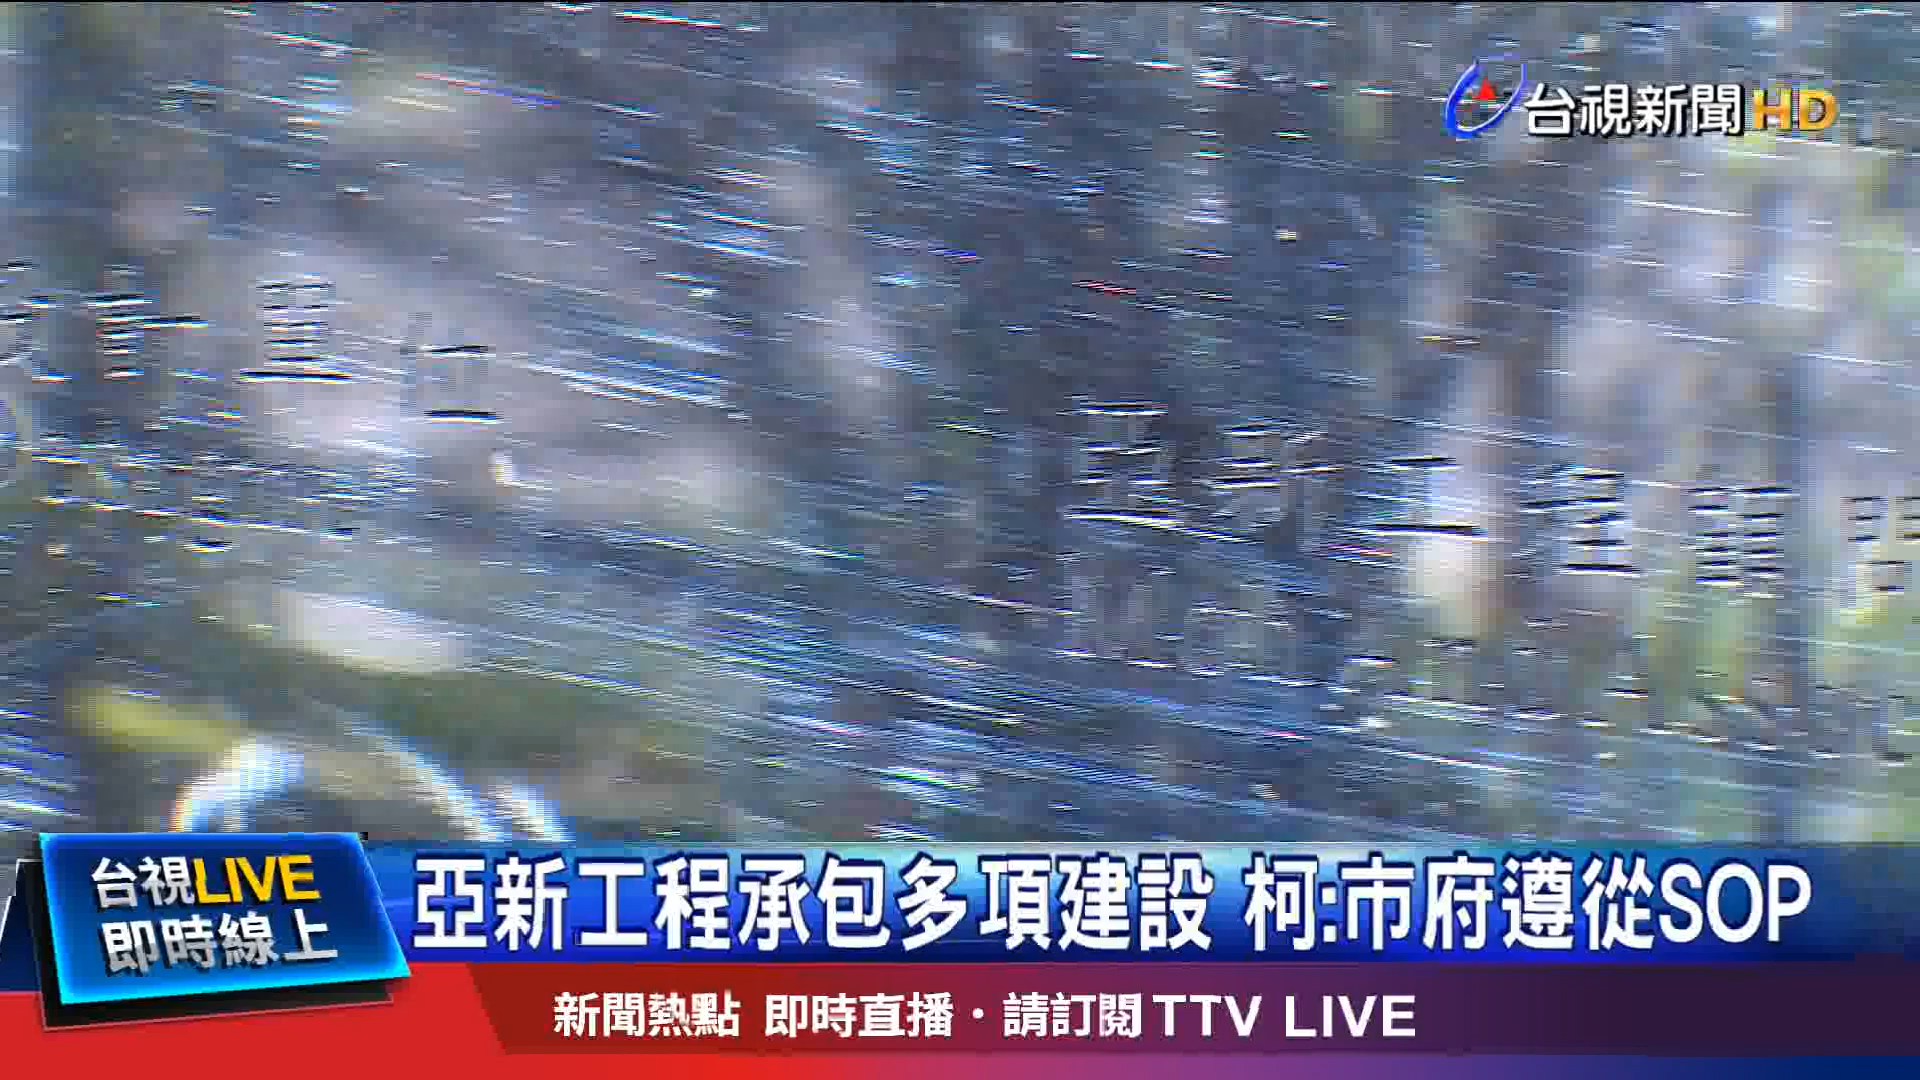 台視新聞HD
台視LIVE
即時線上
亞新工程承包多項建設 柯:市府遵從SOP
新聞熱點 即時直播・請訂閱TTV LIVE